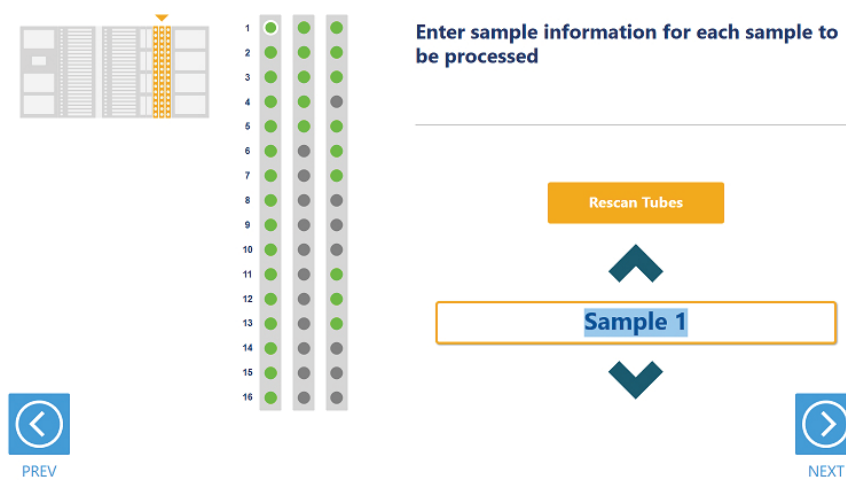 Enter sample information for each sample to
be processed
1
2
3
4
5
6
7
8
9
10
11
12
13
14
15
16
Rescan Tubes
Sample 1
PREV
NEXT